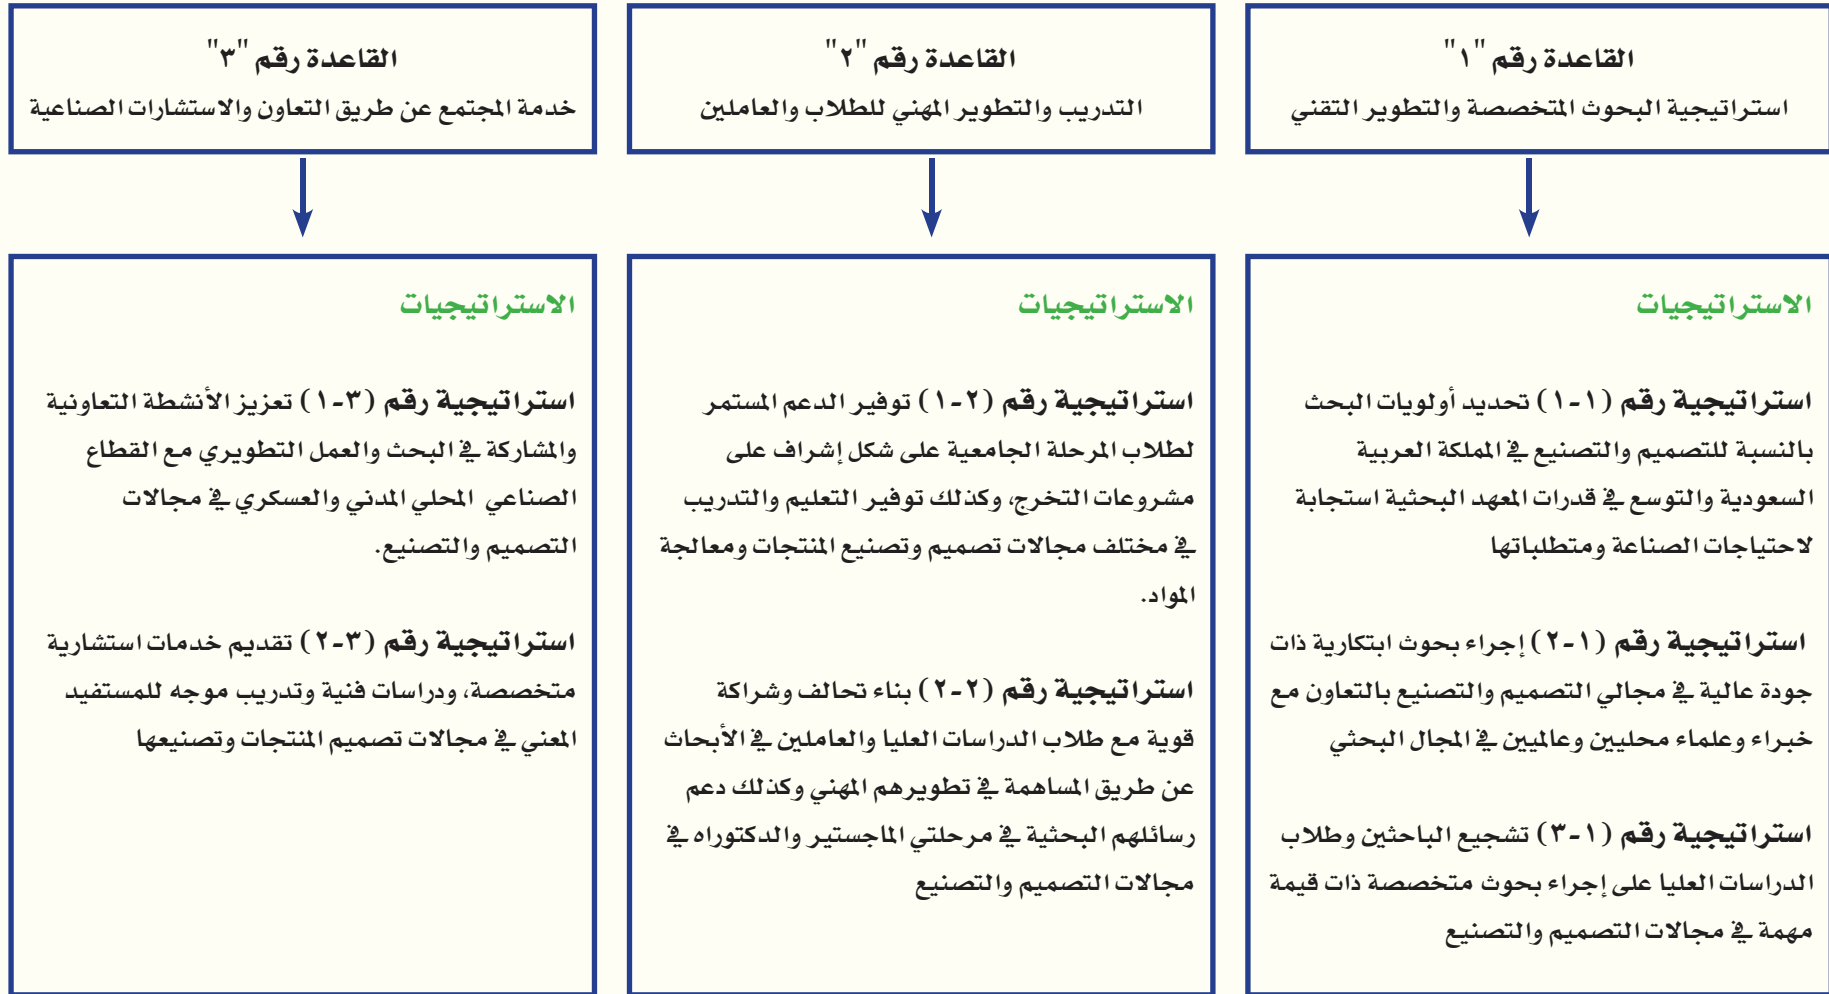 القاعدة رقم "١"
استراتيجية البحوث المتخصصة والتطوير التقني
الاستراتيجيات
استراتيجية رقم (١-١) تحديد أولويات البحث
بالنسبة للتصميم والتصنيع في المملكة العربية
السعودية والتوسع في قدرات المعهد البحثية استجابة
لاحتياجات الصناعة ومتطلباتها
استراتيجية رقم (١-٢) إجراء بحوث ابتكارية ذات
جودة عالية في مجالي التصميم والتصنيع بالتعاون مع
خبراء وعلماء محليين وعالميين في المجال البحثي
استراتيجية رقم (١-٣) تشجيع الباحثين وطلاب
الدراسات العليا على إجراء بحوث متخصصة ذات قيمة
مهمة في مجالات التصميم والتصنيع
القاعدة رقم "٢"
التدريب والتطوير المهني للطلاب والعاملين
الاستراتيجيات
استراتيجية رقم (٢-١) توفير الدعم المستمر
لطلاب المرحلة الجامعية على شكل إشراف على
مشروعات التخرج، وكذلك توفير التعليم والتدريب
في مختلف مجالات تصميم وتصنيع المنتجات ومعالجة
المواد.
استراتيجية رقم (٢-٢) بناء تحالف وشراكة
قوية مع طلاب الدراسات العليا والعاملين في الأبحاث
عن طريق المساهمة في تطويرهم المهني وكذلك دعم
رسائلهم البحثية في مرحلتي الماجستير والدكتوراه في
مجالات التصميم والتصنيع
القاعدة رقم "٣"
خدمة المجتمع عن طريق التعاون والاستشارات الصناعية
الاستراتيجيات
استراتيجية رقم (٣-١) تعزيز الأنشطة التعاونية
والمشاركة في البحث والعمل التطويري مع القطاع
الصناعي المحلي المدني والعسكري في مجالات
التصميم والتصنيع.
استراتيجية رقم (٣-٢) تقديم خدمات استشارية
متخصصة، ودراسات فنية وتدريب موجه للمستفيد
المعني في مجالات تصميم المنتجات وتصنيعها